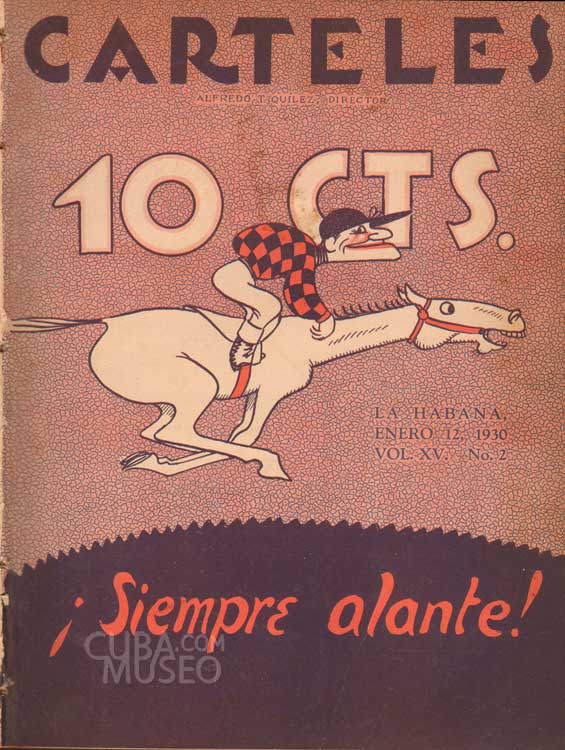 CARTELES
ALFREDO T. QUILEZ, DIRECTOR
10 CTS.
LA HABANA,
ENERO 12, 1930
VOL. XV. No. 2
¡Siempre alante!
CUBA.com
MUSEO